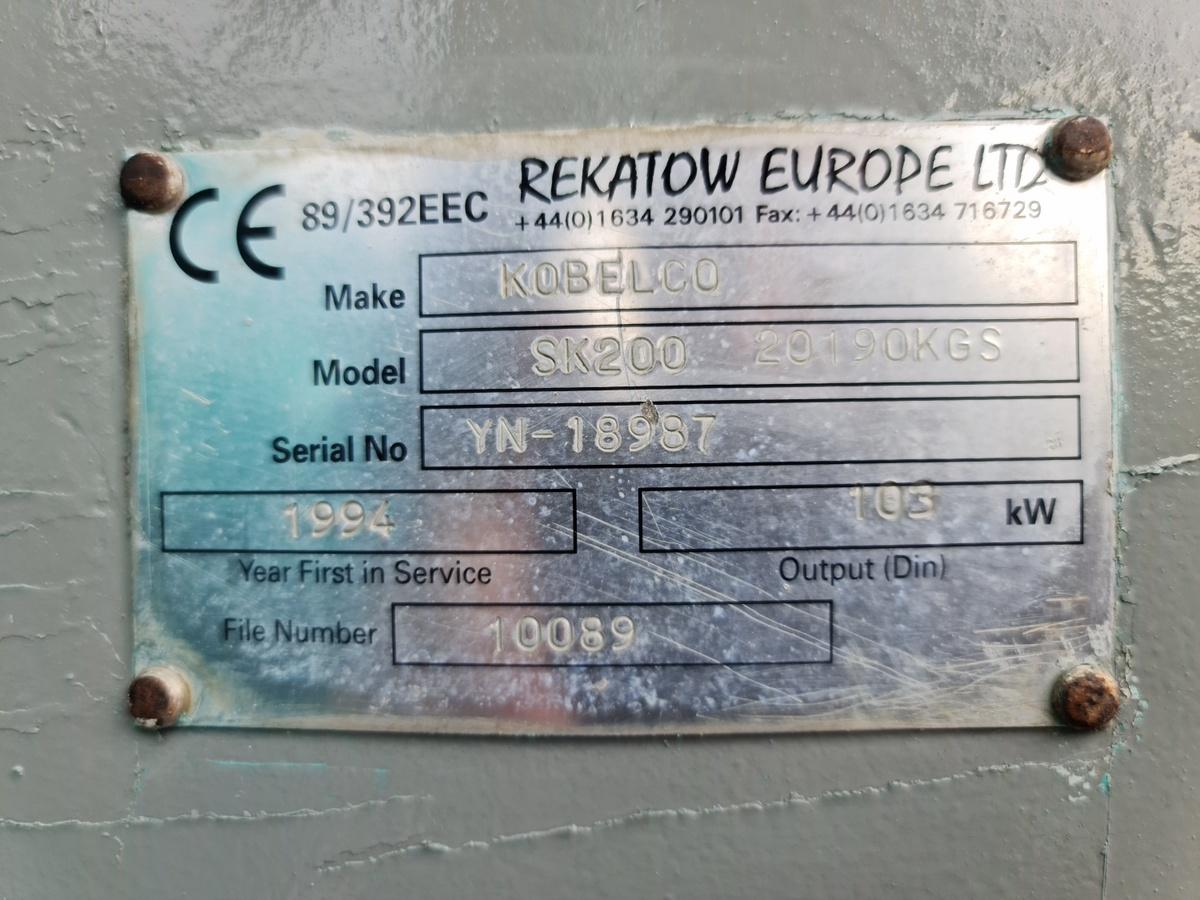 CE 89/392EEC REKATOW EUROPE LTD
+44(0)1634 290101 Fax: +44(0)1634 716729
Make KOBELCO
Model SK200 20190KGS
Serial No YN-18987
1994 103 kW
Year First in Service Output (Din)
File Number 10089